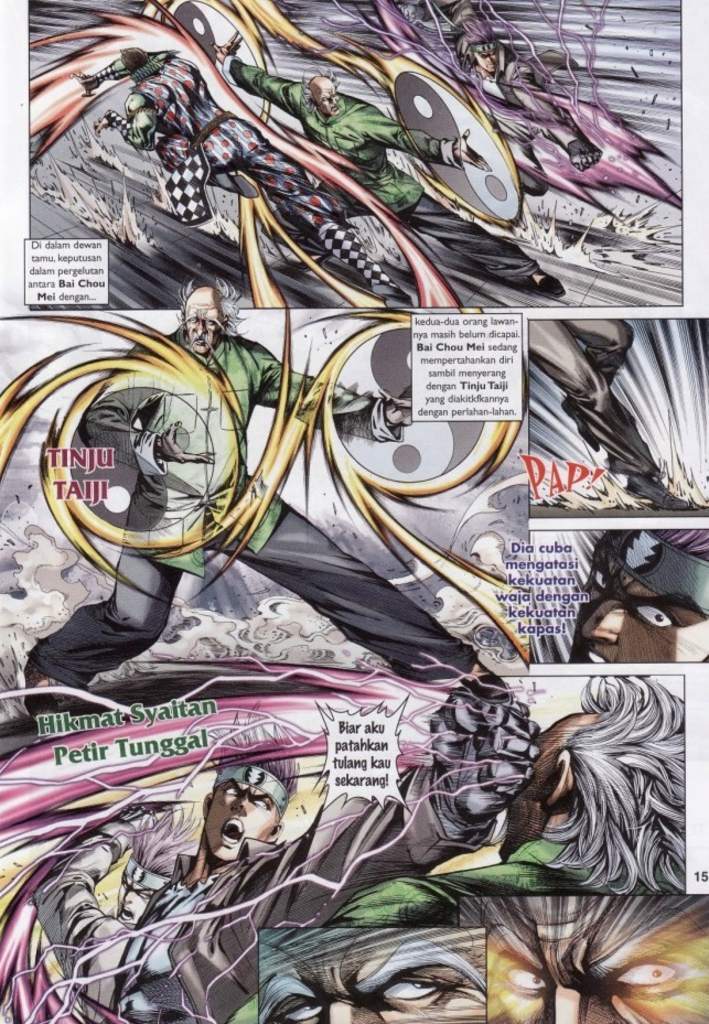 Di dalam dewan
tamu, keputusan
dalam pergelutan
antara Bai Chou
Mei dengan...
kedua-dua orang lawan-
nya masih belum dicapai.
Bai Chou Mei sedang
mempertahankan diri
sambil menyerang
dengan Tinju Taiji
yang diakitkfkannya
dengan perlahan-lahan.
TINJU
TAIJI
PAP!
Dia cuba
mengatasi
kekuatan
waja dengan
kekuatan
kapas!
Hikmat Syaitan
Petir Tunggal
Biar aku
patahkan
tulang kau
sekarang!
15